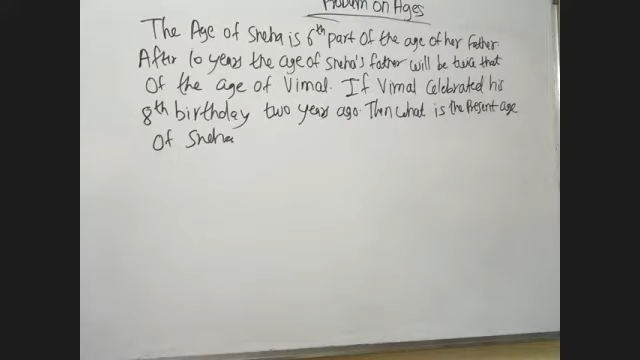 Problem on Ages
The Age of Sneha is 6th part of the age of her father.
After 10 years the age of Sneha's father will be twice that
of the age of Vimal. If Vimal celebrated his
8th birthday two years ago. Then what is the Present age
Of Sneha